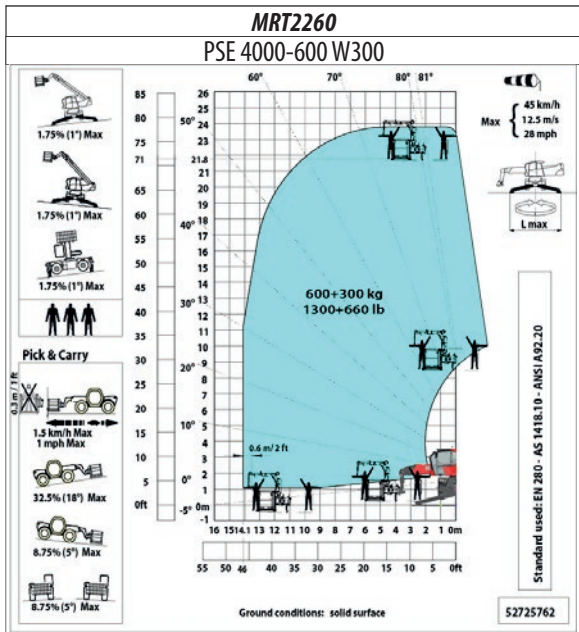 MRT2260
PSE 4000-600 W300
1.75% (1°) Max
1.75% (1°) Max
1.75% (1°) Max
Pick & Carry
0.3 m / 1 ft
1.5 km/h Max
1 mph Max
32.5% (18°) Max
8.75% (5°) Max
8.75% (5°) Max
85
80
75
71
65
60
55
50
45
40
35
30
25
20
15
10
5
0ft
26
25
24
23
21.8
21
20
19
18
17
16
15
14
13
12
11
10
9
8
7
6
5
4
3
2
1
0m
-1
60°
70°
80°
81°
50°
40°
30°
20°
10°
0°
-5°
600+300 kg
1300+660 lb
0.6 m/ 2 ft
16 15 14.1 13 12 11 10 9 8 7 6 5 4 3 2 1 0m
55 50 46 40 35 30 25 20 15 10 5 0ft
Ground conditions: solid surface
Max
45 km/h
12.5 m/s
28 mph
L max
Standard used: EN 280 - AS 1418.10 - ANSI A92.20
52725762